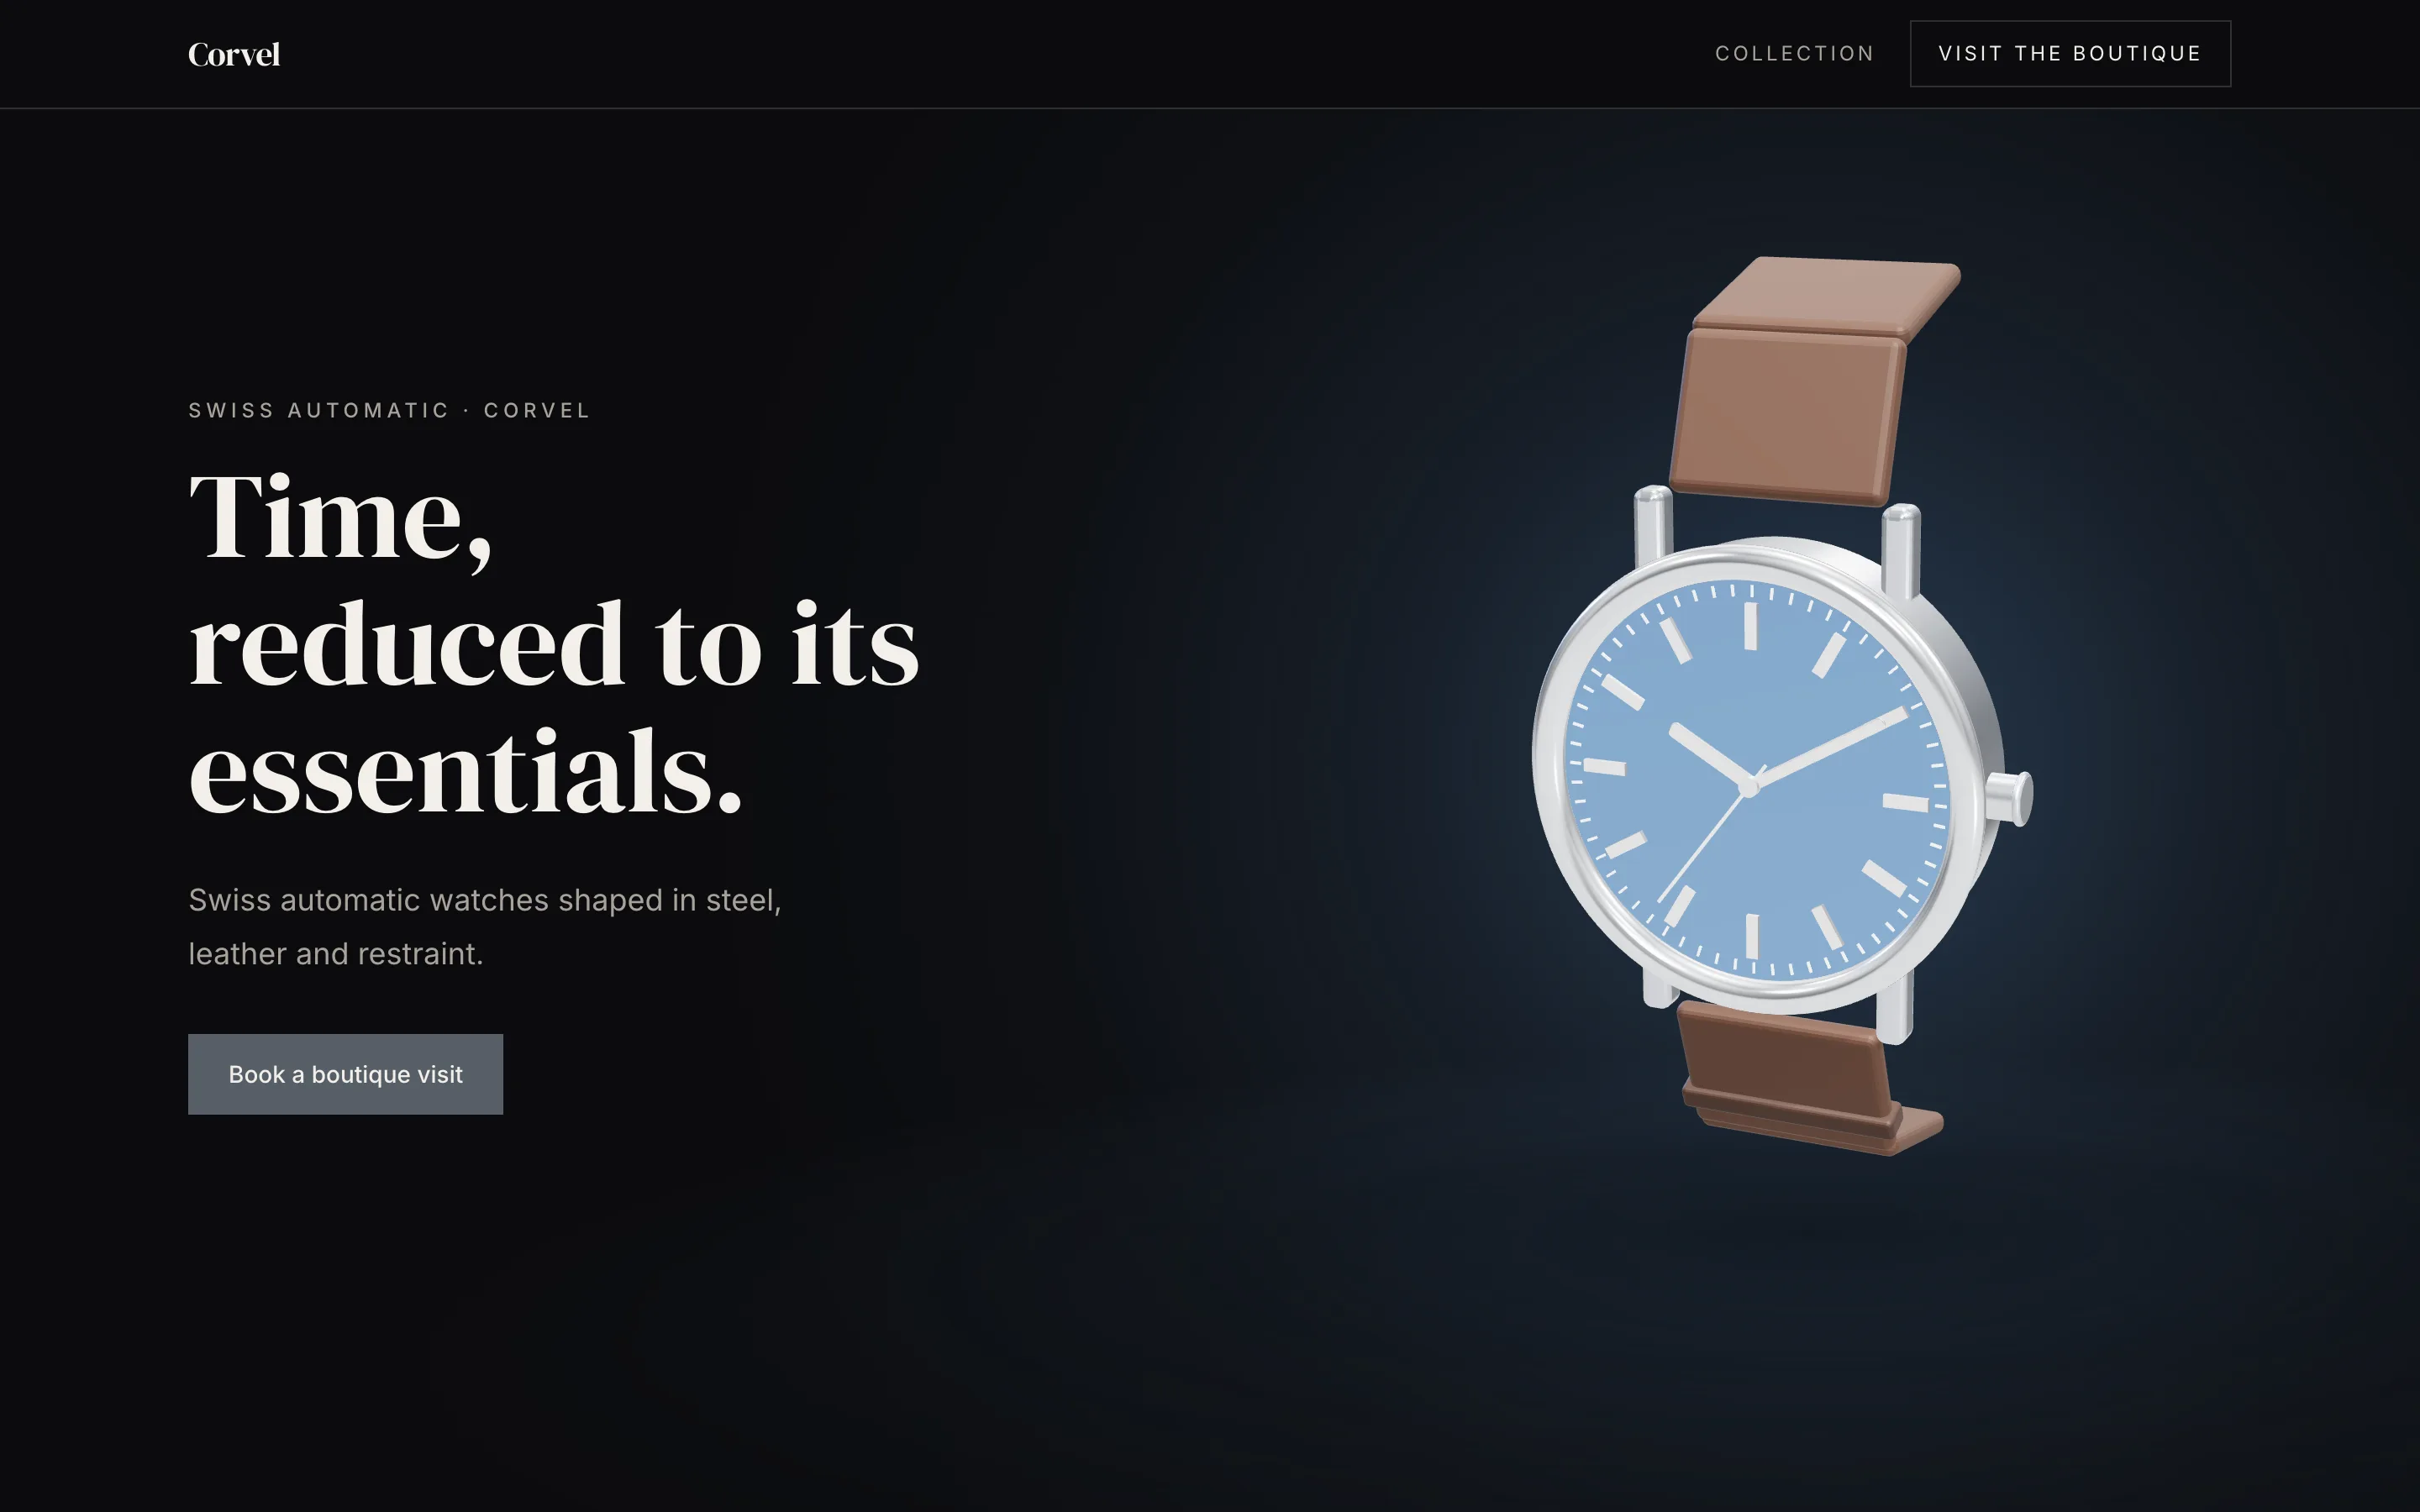 Corvel
COLLECTION
VISIT THE BOUTIQUE
SWISS AUTOMATIC · CORVEL
Time,
reduced to its
essentials.
Swiss automatic watches shaped in steel,
leather and restraint.
Book a boutique visit